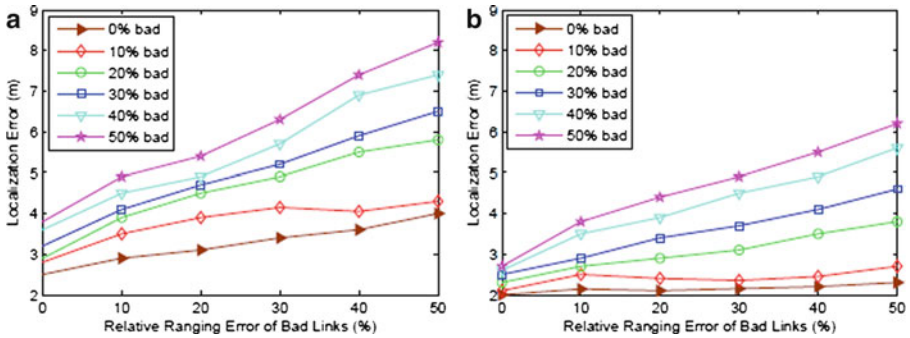 a
9
8
7
6
5
4
3
2
Localization Error (m)
0% bad
10% bad
20% bad
30% bad
40% bad
50% bad
0 10 20 30 40 50
Relative Ranging Error of Bad Links (%)
b
9
8
7
6
5
4
3
2
Localization Error (m)
0% bad
10% bad
20% bad
30% bad
40% bad
50% bad
0 10 20 30 40 50
Relative Ranging Error of Bad Links (%)